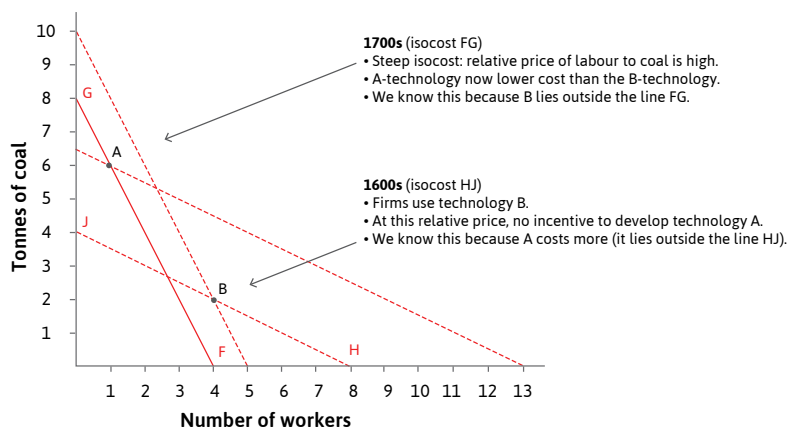 10
9
8
7
6
5
4
3
2
1
G
A
J
B
F
H
1 2 3 4 5 6 7 8 9 10 11 12 13
Tonnes of coal
Number of workers
1700s (isocost FG)
• Steep isocost: relative price of labour to coal is high.
• A-technology now lower cost than the B-technology.
• We know this because B lies outside the line FG.
1600s (isocost HJ)
• Firms use technology B.
• At this relative price, no incentive to develop technology A.
• We know this because A costs more (it lies outside the line HJ).